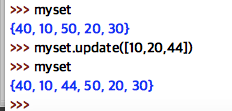 >>> myset
{40, 10, 50, 20, 30}
>>> myset.update([10,20,44])
>>> myset
{40, 10, 44, 50, 20, 30}
>>>